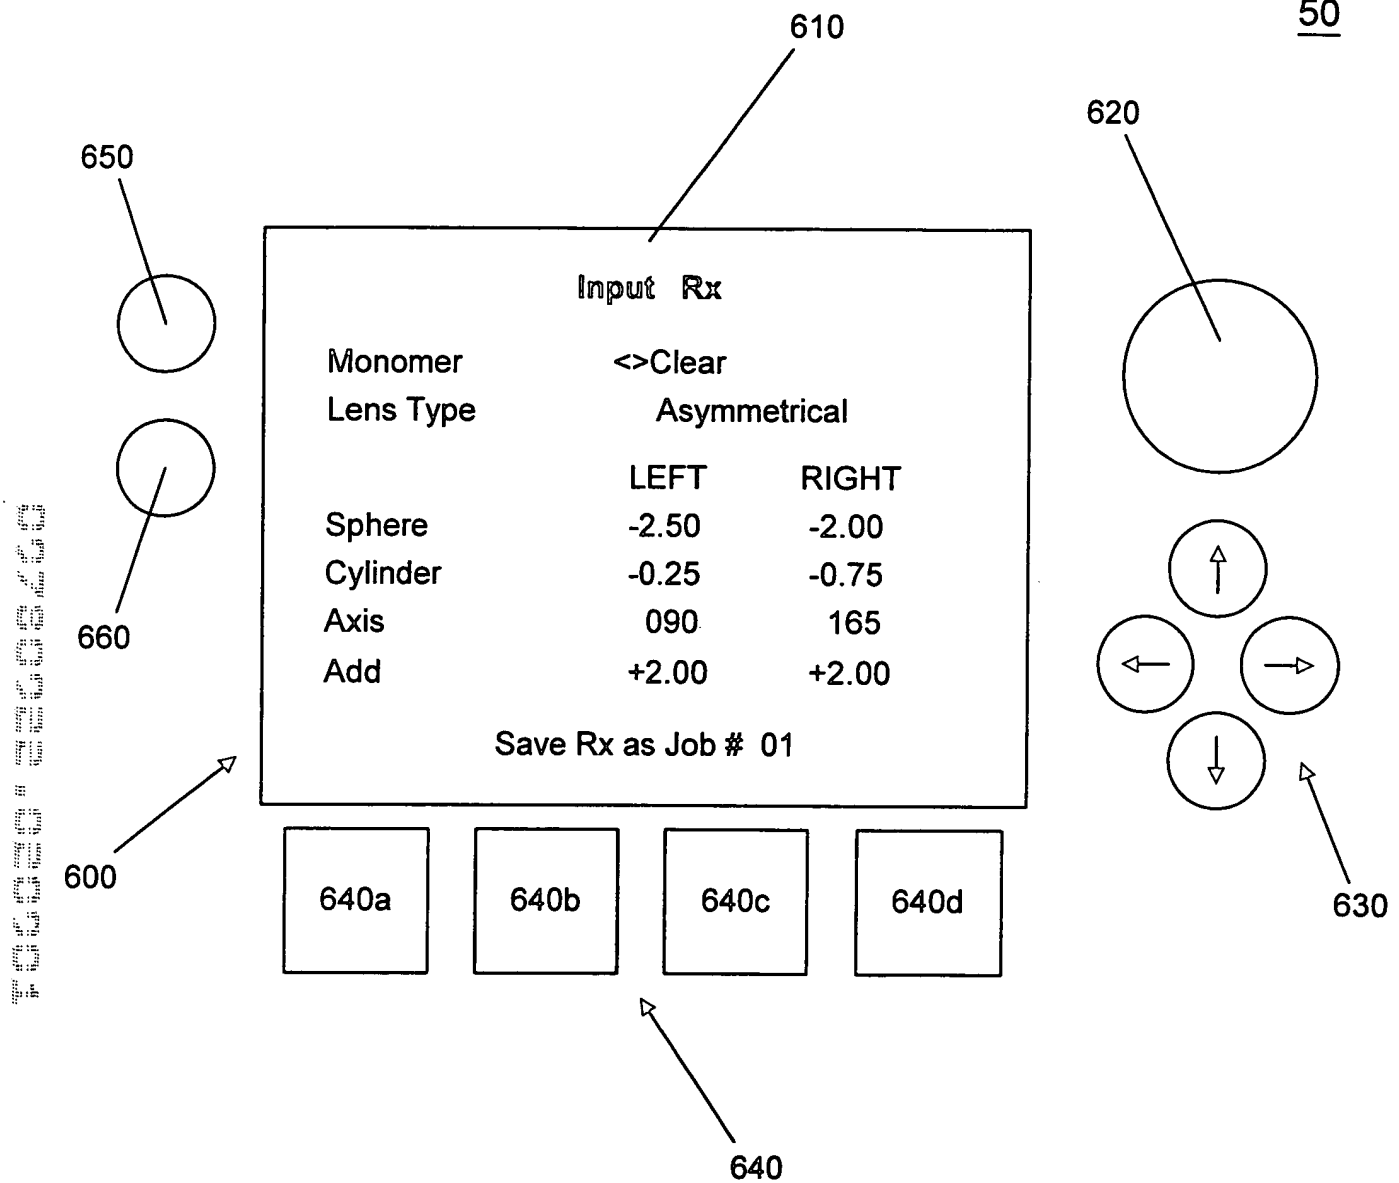 50
610
620
650
Input Rx
Monomer <>Clear
Lens Type Asymmetrical
LEFT RIGHT
Sphere -2.50 -2.00
Cylinder -0.25 -0.75
Axis 090 165
Add +2.00 +2.00
Save Rx as Job # 01
660
600
640a 640b 640c 640d
630
640